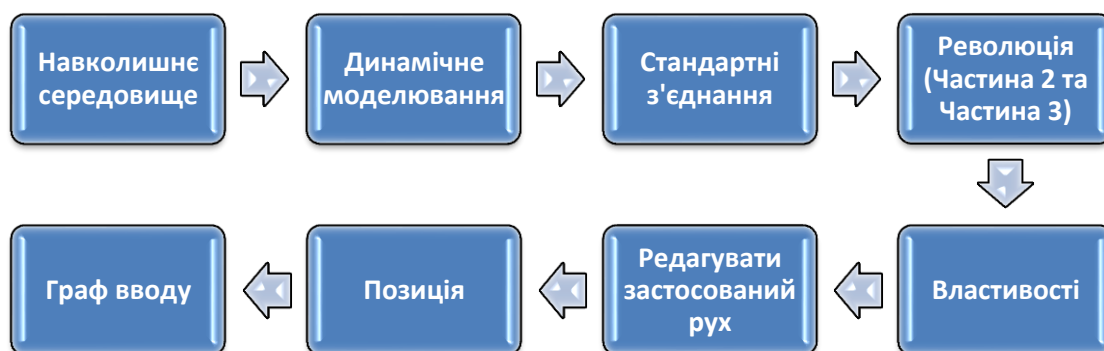 Навколишнє
середовище
Динамічне
моделювання
Стандартні
з'єднання
Революція
(Частина 2 та
Частина 3)
Властивості
Редагувати
застосований
рух
Позиція
Граф вводу